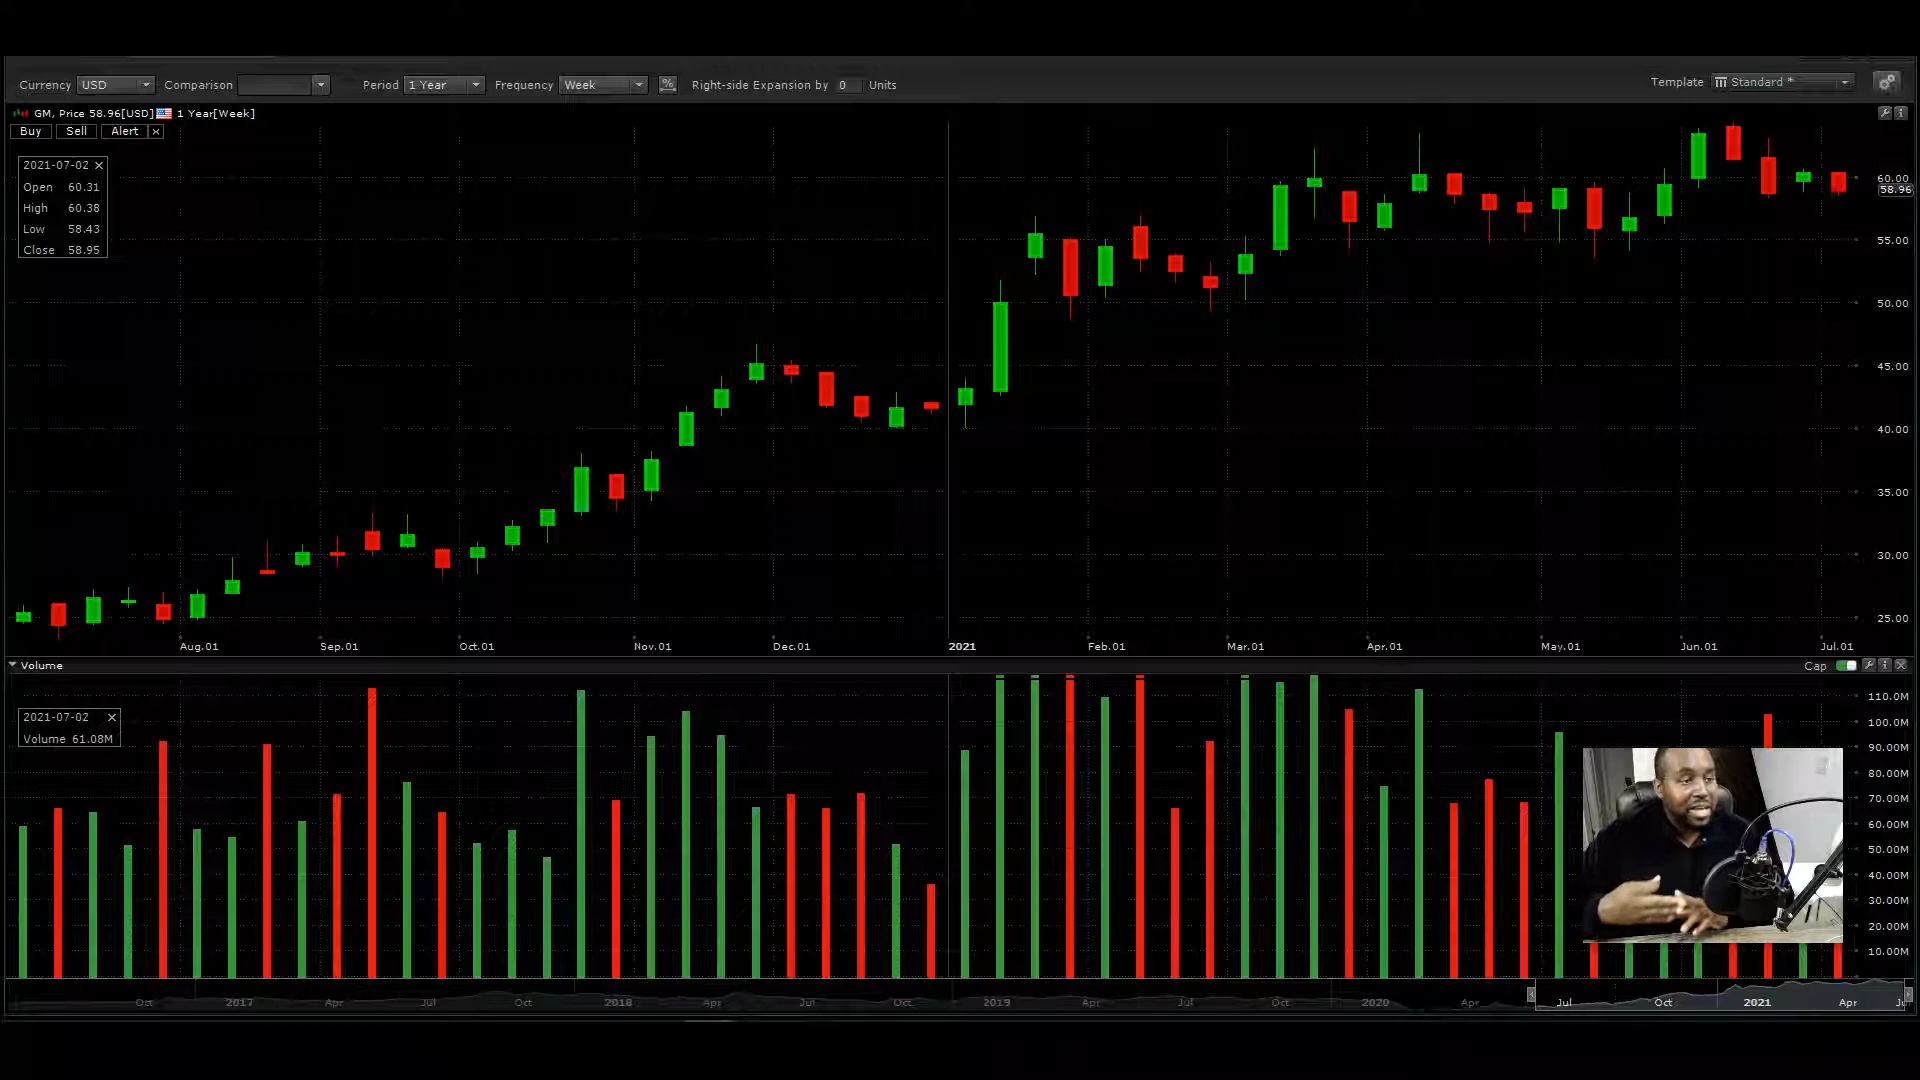 Currency USD Comparison Period 1 Year Frequency Week % Right-side Expansion by 0 Units Template Standard *
GM, Price 58.96[USD] 1 Year[Week]
Buy Sell Alert ×
2021-07-02 ×
Open 60.31
High 60.38
Low 58.43
Close 58.95
60.00
58.96
55.00
50.00
45.00
40.00
35.00
30.00
25.00
Aug.01 Sep.01 Oct.01 Nov.01 Dec.01 2021 Feb.01 Mar.01 Apr.01 May.01 Jun.01 Jul.01
Volume Cap
2021-07-02 ×
Volume 61.08M
110.0M
100.0M
90.00M
80.00M
70.00M
60.00M
50.00M
40.00M
30.00M
20.00M
10.00M
Oct 2017 Apr Jul Oct 2018 Apr Jul Oct 2019 Apr Jul Oct 2020 Apr Jul Oct 2021 Apr